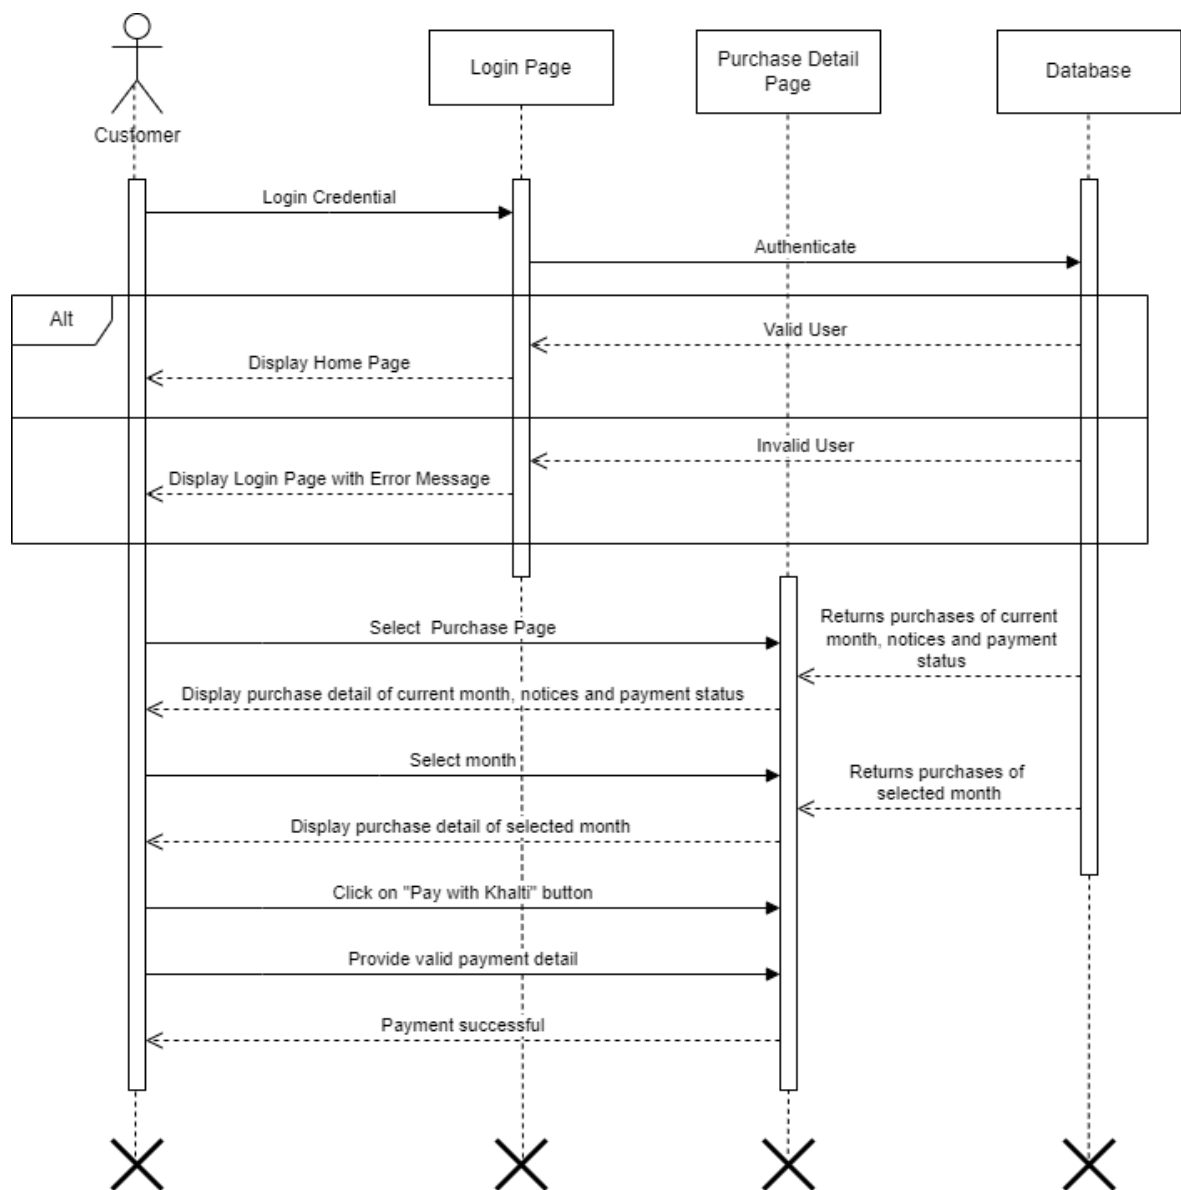 Customer
Login Page
Purchase Detail
Page
Database
Login Credential
Authenticate
Alt
Valid User
Display Home Page
Invalid User
Display Login Page with Error Message
Select Purchase Page
Returns purchases of current
month, notices and payment
status
Display purchase detail of current month, notices and payment status
Select month
Returns purchases of
selected month
Display purchase detail of selected month
Click on "Pay with Khalti" button
Provide valid payment detail
Payment successful